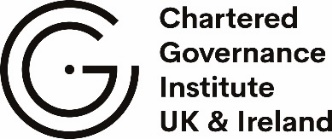 Chartered
Governance
Institute
UK & Ireland